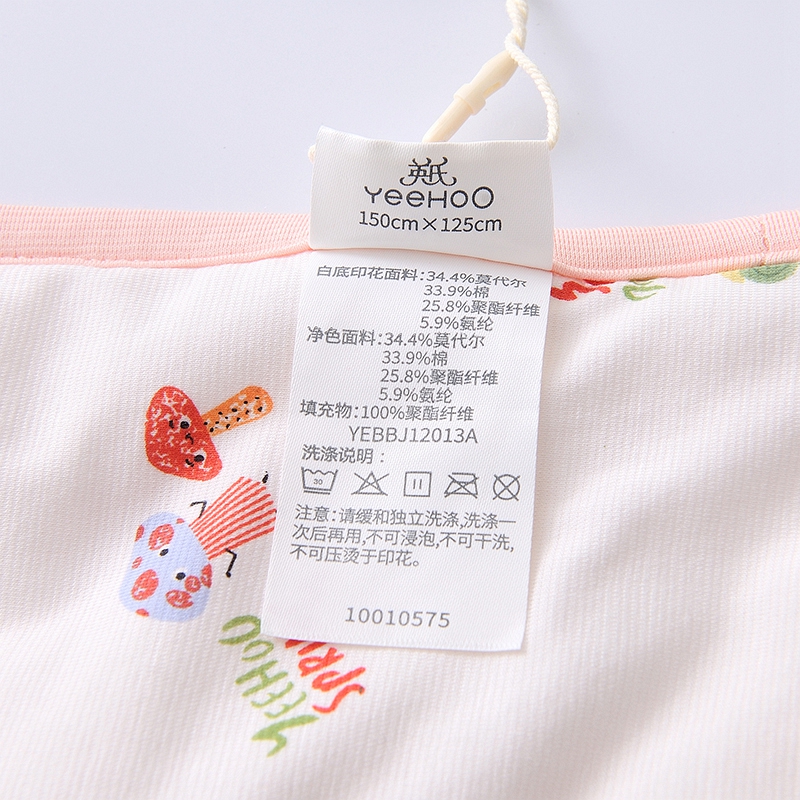 英氏
YeeHOO
150cm×125cm
白底印花面料:34.4%莫代尔
33.9%棉
25.8%聚酯纤维
5.9%氨纶
净色面料:34.4%莫代尔
33.9%棉
25.8%聚酯纤维
5.9%氨纶
填充物:100%聚酯纤维
YEBBJ12013A
洗涤说明:
30
注意:请缓和独立洗涤,洗涤一
次后再用,不可浸泡,不可干洗,
不可压烫于印花。
10010575
YEEHOO
SPRI